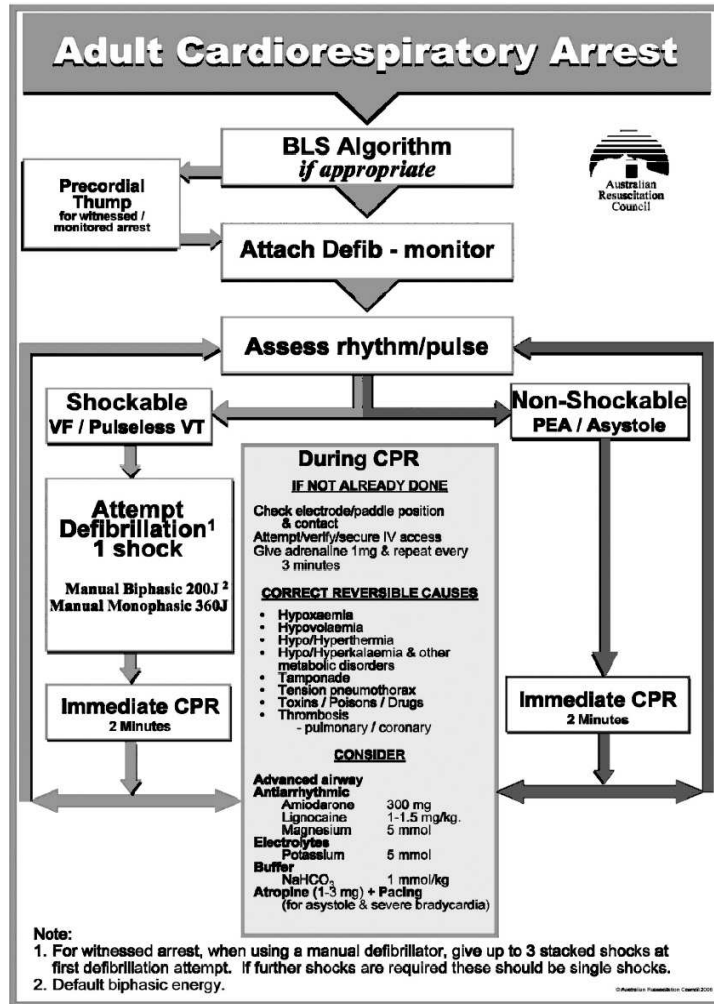 Adult Cardiorespiratory Arrest
BLS Algorithm
if appropriate
Australian
Resuscitation
Council
Precordial
Thump
for witnessed /
monitored arrest
Attach Defib - monitor
Assess rhythm/pulse
Shockable
VF / Pulseless VT
Non-Shockable
PEA / Asystole
Attempt
Defibrillation¹
1 shock
Manual Biphasic 200J ²
Manual Monophasic 360J
Immediate CPR
2 Minutes
During CPR
IF NOT ALREADY DONE
Check electrode/paddle position
& contact
Attempt/verify/secure IV access
Give adrenaline 1mg & repeat every
3 minutes
CORRECT REVERSIBLE CAUSES
• Hypoxaemia
• Hypovolaemia
• Hypo/Hyperthermia
• Hypo/Hyperkalaemia & other
metabolic disorders
• Tamponade
• Tension pneumothorax
• Toxins / Poisons / Drugs
• Thrombosis
- pulmonary / coronary
CONSIDER
Advanced airway
Antiarrhythmic
Amiodarone 300 mg
Lignocaine 1-1.5 mg/kg.
Magnesium 5 mmol
Electrolytes
Potassium 5 mmol
Buffer
NaHCO₃ 1 mmol/kg
Atropine (1-3 mg) + Pacing
(for asystole & severe bradycardia)
Immediate CPR
2 Minutes
Note:
1. For witnessed arrest, when using a manual defibrillator, give up to 3 stacked shocks at
first defibrillation attempt. If further shocks are required these should be single shocks.
2. Default biphasic energy.
©Australian Resuscitation Council